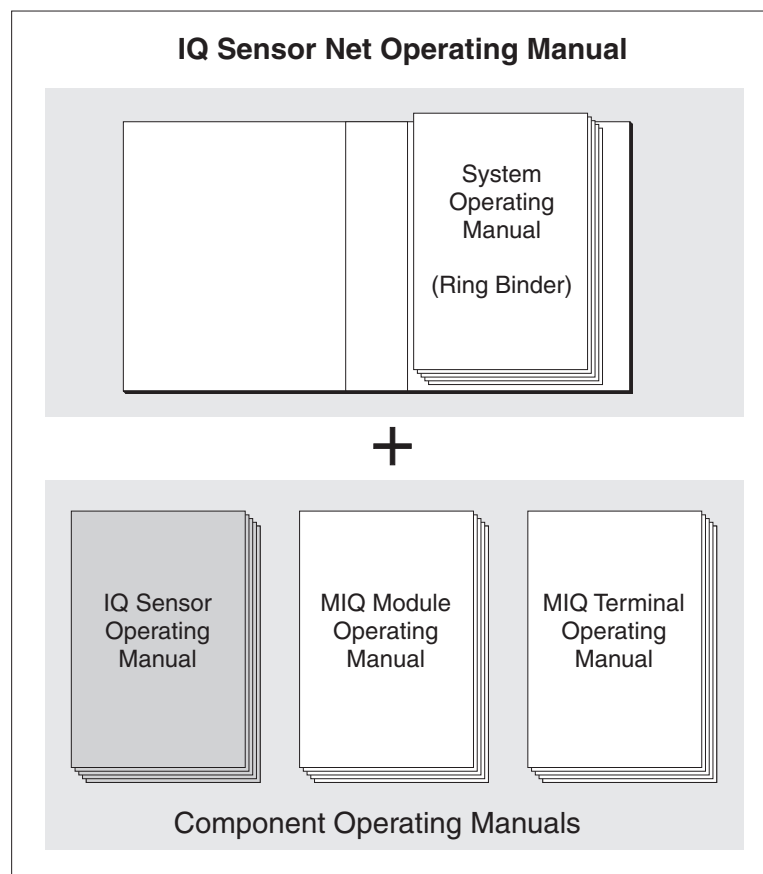 IQ Sensor Net Operating Manual
System
Operating
Manual
(Ring Binder)
+
IQ Sensor
Operating
Manual
MIQ Module
Operating
Manual
MIQ Terminal
Operating
Manual
Component Operating Manuals